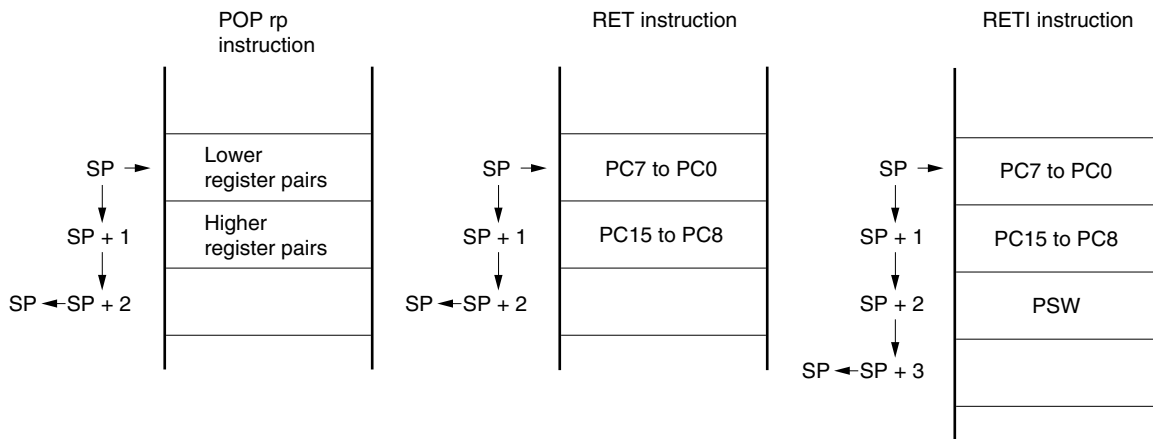 POP rp
instruction
RET instruction
RETI instruction
Lower
register pairs
Higher
register pairs
SP
SP + 1
SP SP + 2
PC7 to PC0
PC15 to PC8
SP
SP + 1
SP SP + 2
PC7 to PC0
PC15 to PC8
PSW
SP
SP + 1
SP + 2
SP SP + 3